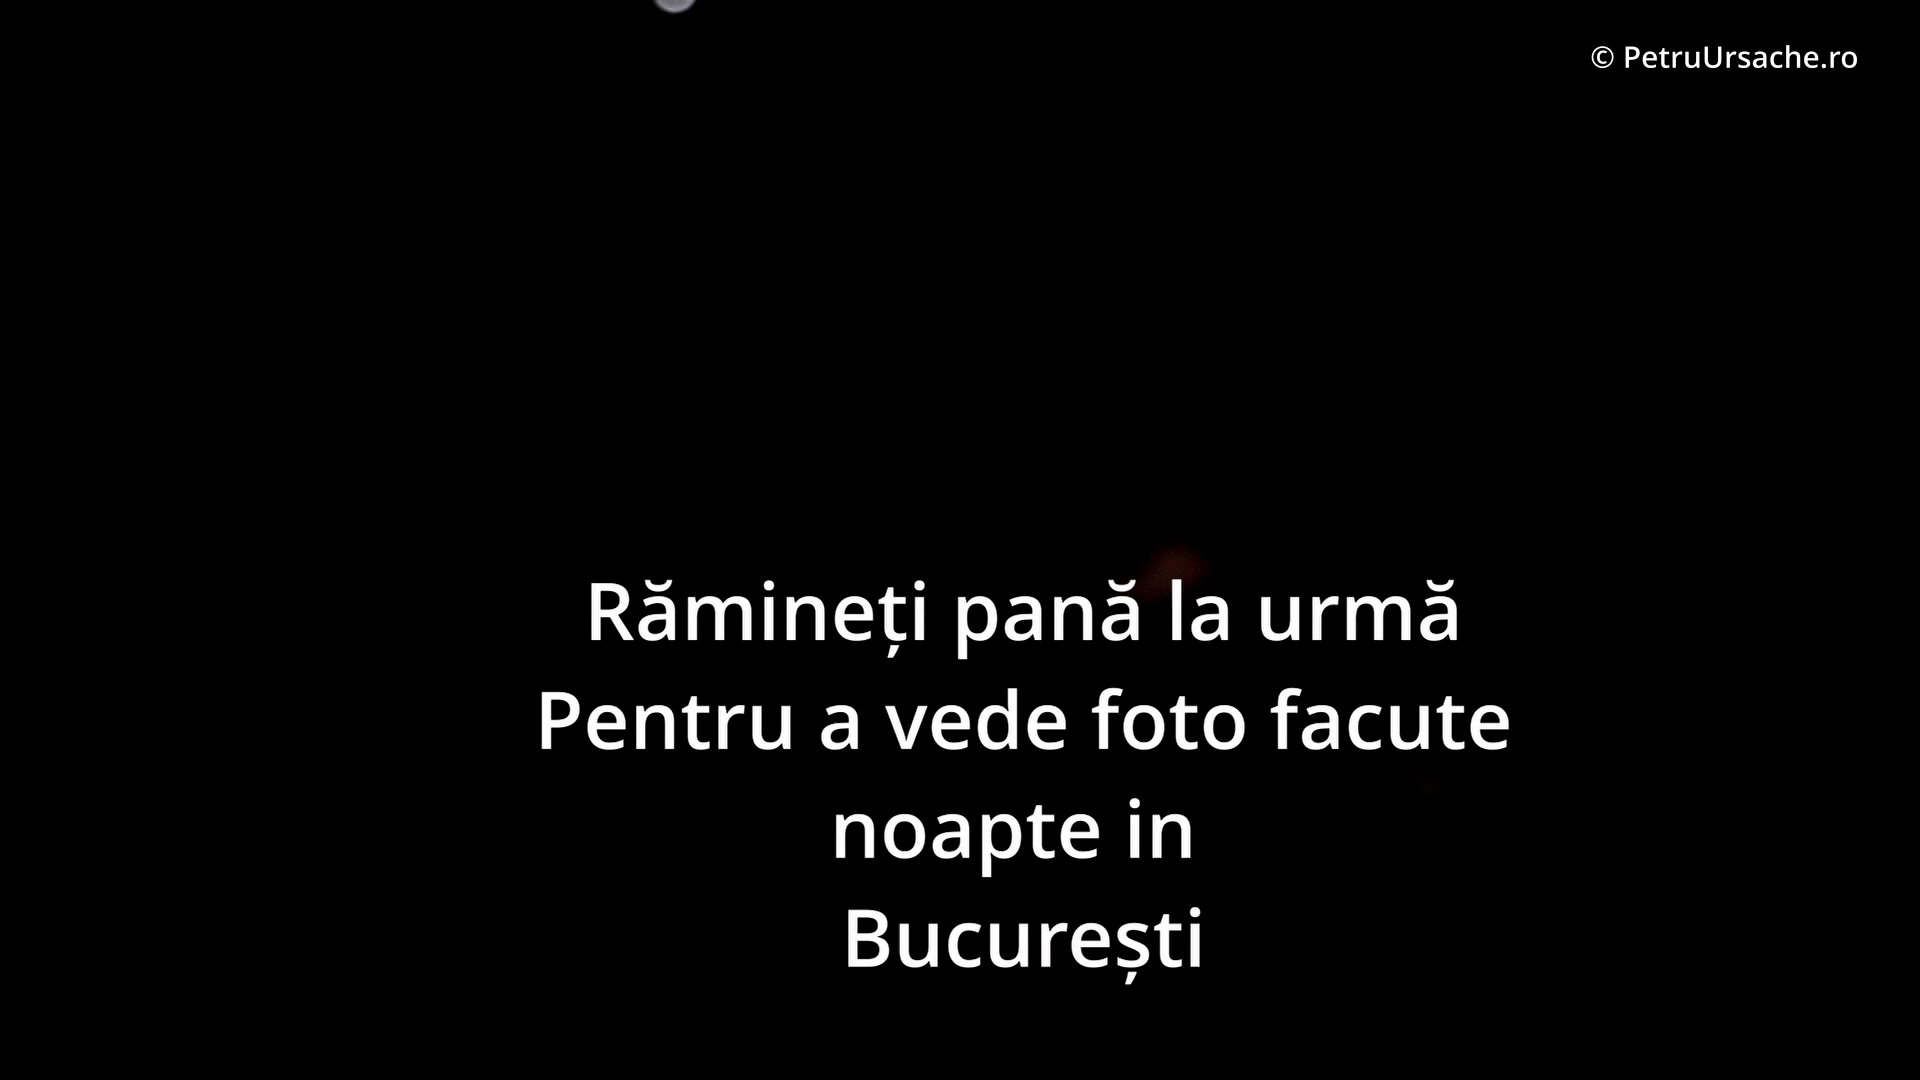 © PetruUrsache.ro
Rămineți pană la urmă
Pentru a vede foto facute
noapte in
București